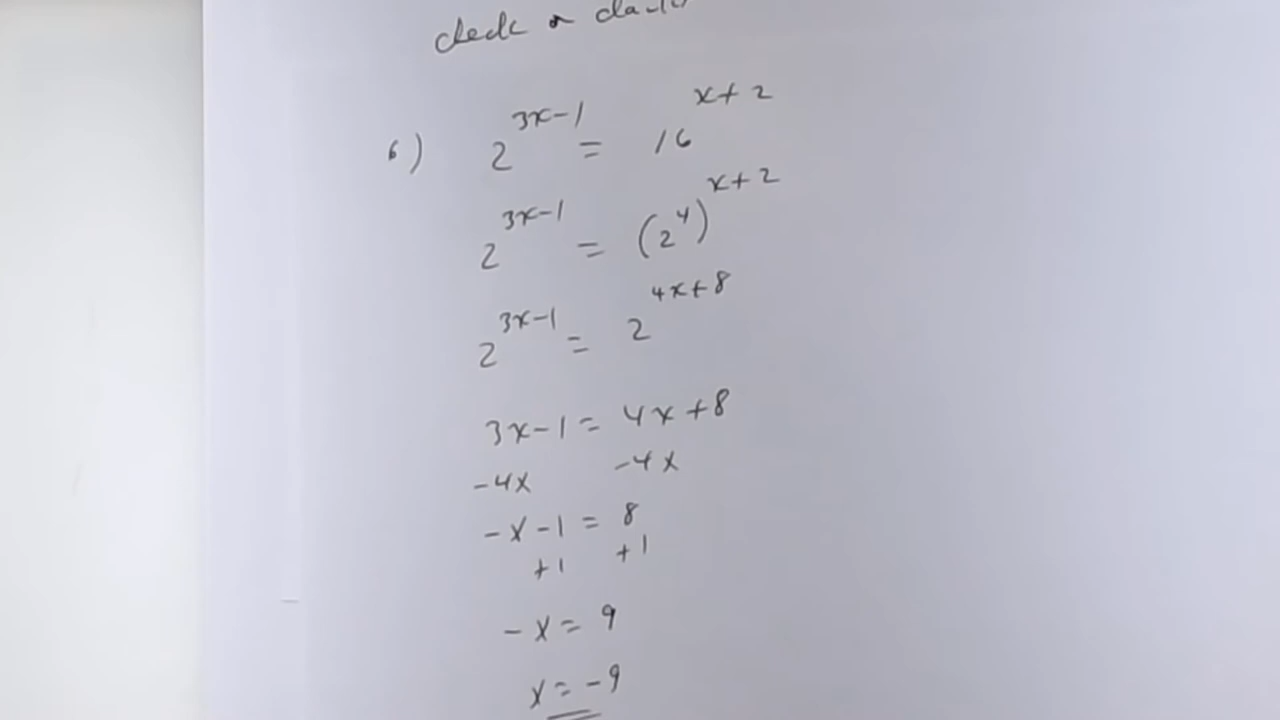 check
6) 2^{3x-1} = 16^{x+2}
2^{3x-1} = (2^4)^{x+2}
2^{3x-1} = 2^{4x+8}
3x-1 = 4x+8
-4x -4x
-x-1 = 8
+1 +1
-x = 9
x = -9